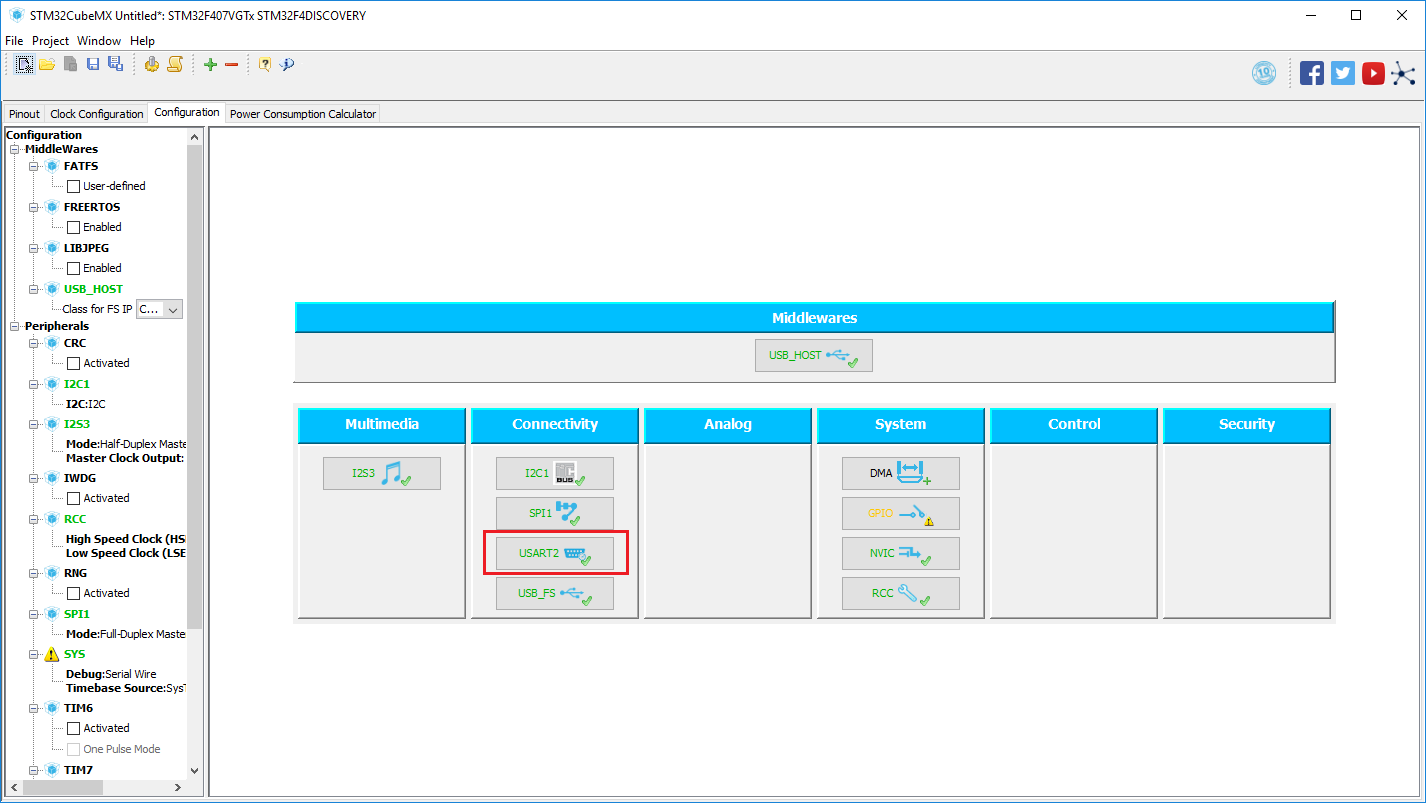 STM32CubeMX Untitled*: STM32F407VGTx STM32F4DISCOVERY
File Project Window Help
10
Pinout Clock Configuration Configuration Power Consumption Calculator
Configuration
MiddleWares
FATFS
User-defined
FREERTOS
Enabled
LIBJPEG
Enabled
USB_HOST
Class for FS IP C...
Peripherals
CRC
Activated
I2C1
I2C:I2C
I2S3
Mode:Half-Duplex Maste
Master Clock Output:
IWDG
Activated
RCC
High Speed Clock (HS
Low Speed Clock (LSE
RNG
Activated
SPI1
Mode:Full-Duplex Maste
SYS
Debug:Serial Wire
Timebase Source:SysT
TIM6
Activated
One Pulse Mode
TIM7
Middlewares
USB_HOST
Multimedia Connectivity Analog System Control Security
I2S3 I2C1 BUS DMA
SPI1 GPIO
USART2 NVIC
USB_FS RCC